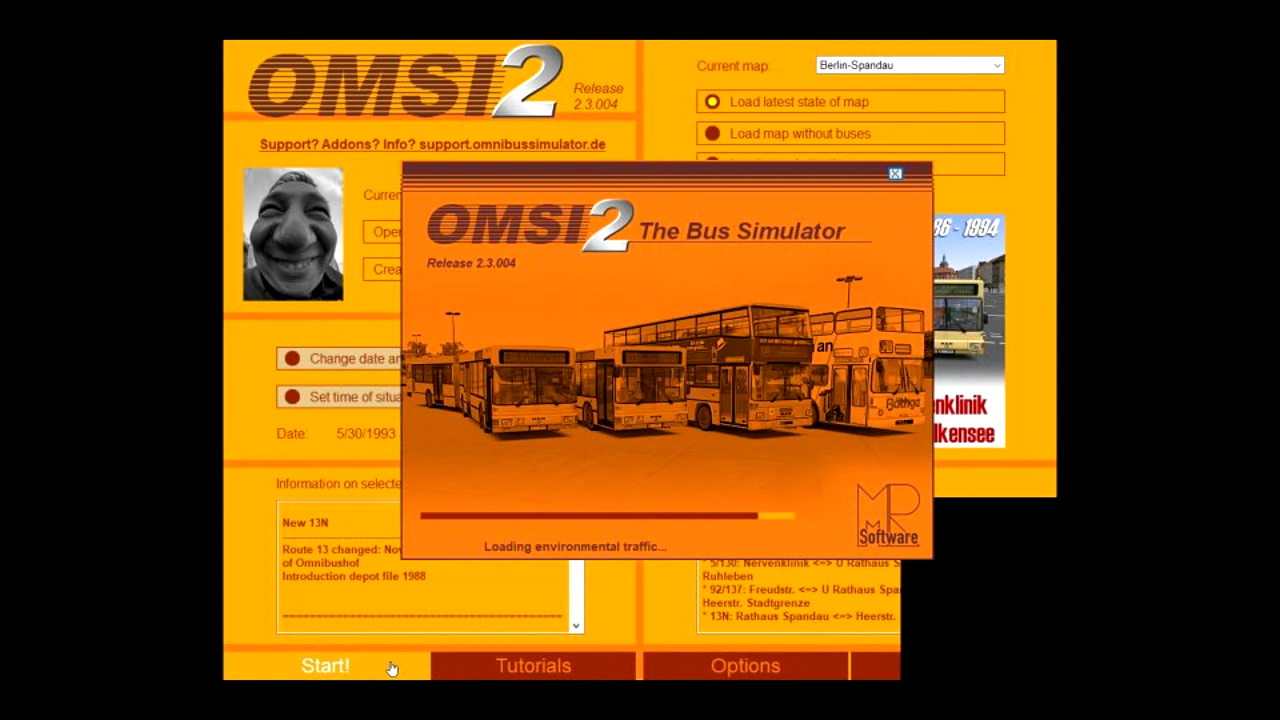 OMSI 2
Release
2.3.004
Support? Addons? Info? support.omnibussimulator.de
Curren
Open
Crea
Change date an
Set time of situa
Date: 5/30/1993
Information on selecte
New 13N
Route 13 changed: Nov
of Omnibushof
Introduction depot file 1988
Start!
Tutorials
Options
Current map:
Berlin-Spandau
Load latest state of map
Load map without buses
86 - 1994
nklinik
lkensee
OMSI 2 The Bus Simulator
Release 2.3.004
an
Böthga
Loading environmental traffic...
MR
Software
* 5/130: Nervenklinik <=> U Rathaus S
Ruhleben
* 92/137: Freudstr. <=> U Rathaus Spa
Heerstr. Stadtgrenze
* 13N: Rathaus Spandau <=> Heerstr.